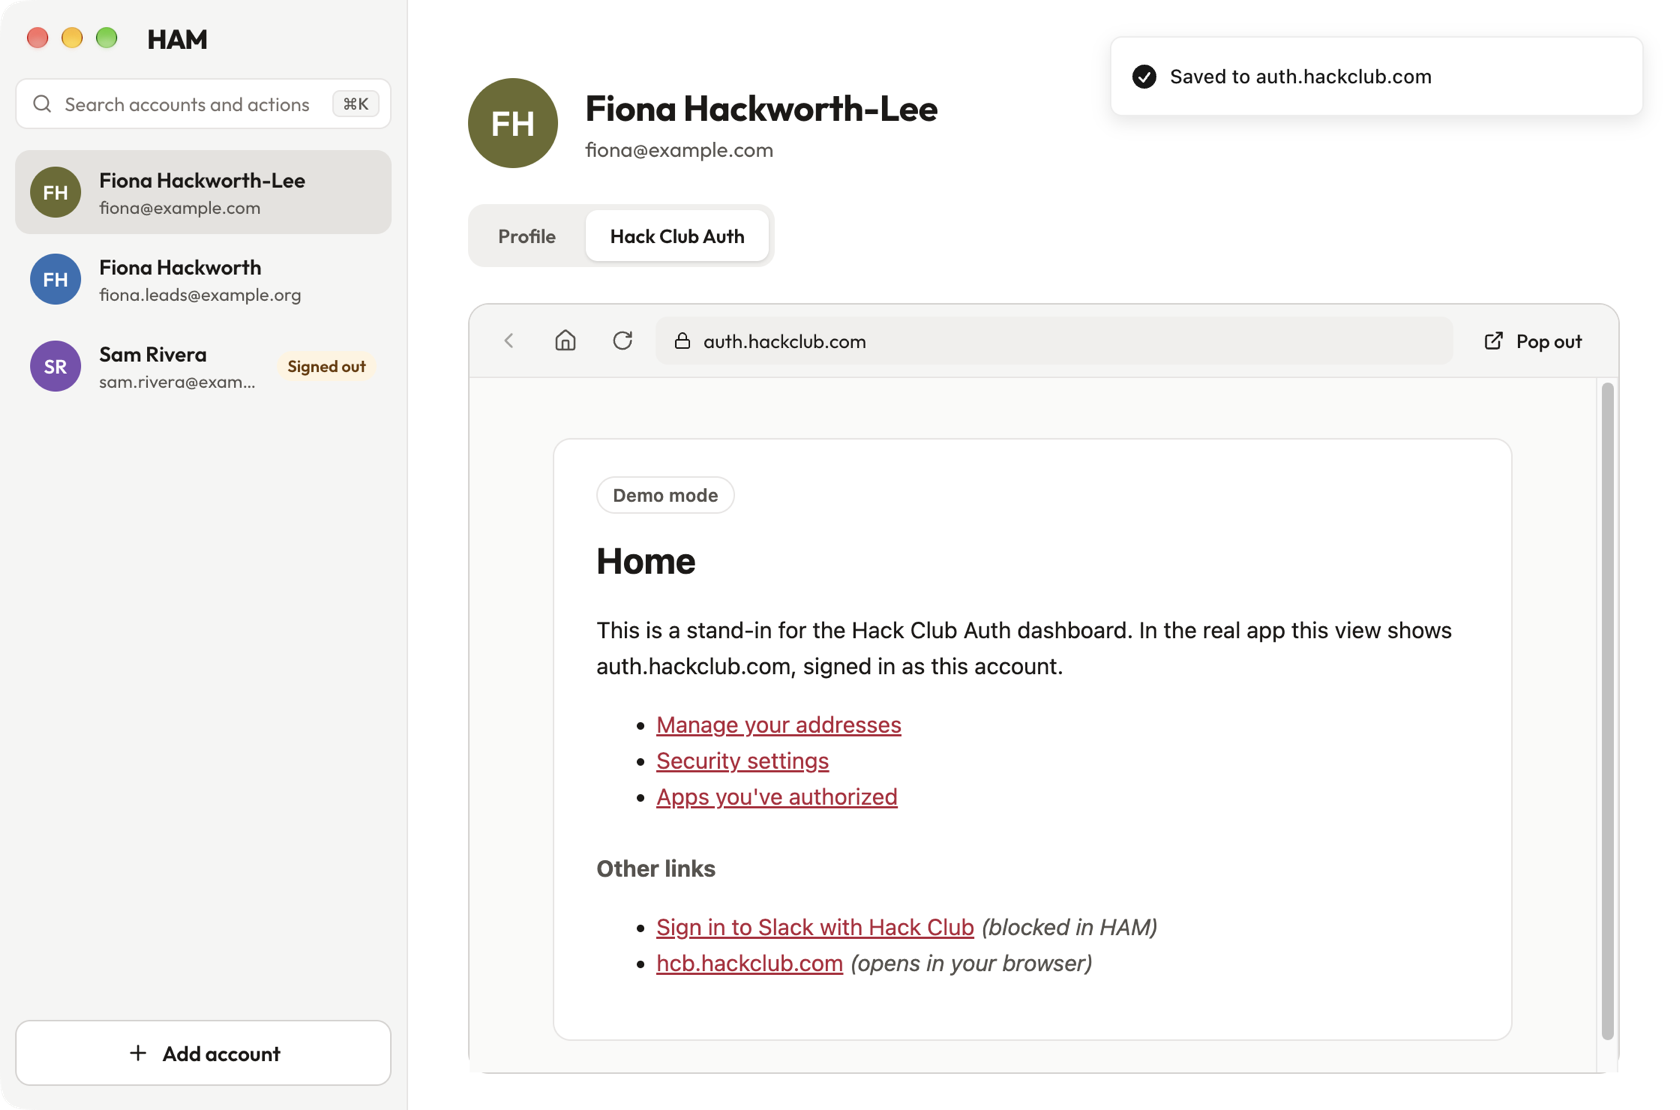 HAM
Search accounts and actions ⌘K
FH
Fiona Hackworth-Lee
fiona@example.com
FH
Fiona Hackworth
fiona.leads@example.org
SR
Sam Rivera
sam.rivera@exam...
Signed out
+ Add account
FH
Fiona Hackworth-Lee
fiona@example.com
Saved to auth.hackclub.com
Profile
Hack Club Auth
auth.hackclub.com
Pop out
Demo mode
Home
This is a stand-in for the Hack Club Auth dashboard. In the real app this view shows
auth.hackclub.com, signed in as this account.
• Manage your addresses
• Security settings
• Apps you've authorized
Other links
• Sign in to Slack with Hack Club (blocked in HAM)
• hcb.hackclub.com (opens in your browser)